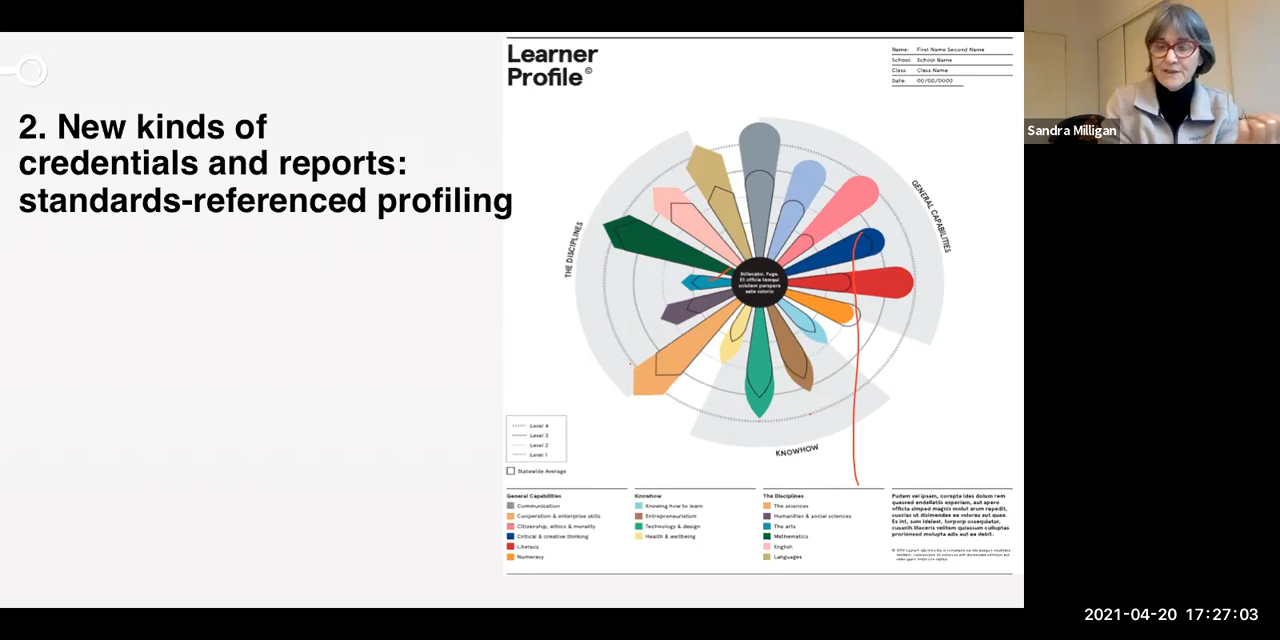 2. New kinds of
credentials and reports:
standards-referenced profiling
Learner
Profile©
Name: First Name Second Name
School: School Name
Class: Class Name
Date: 00/00/0000
THE DISCIPLINES
GENERAL CAPABILITIES
KNOWHOW
Level 4
Level 3
Level 2
Level 1
Statewide Average
General Capabilities
Communication
Cooperation & enterprise skills
Citizenship, ethics & morality
Critical & creative thinking
Literacy
Numeracy
Knowhow
Knowing how to learn
Entrepreneurialism
Technology & design
Health & wellbeing
The Disciplines
The sciences
Humanities & social sciences
The arts
Mathematics
English
Languages
Sandra Milligan
2021-04-20 17:27:03